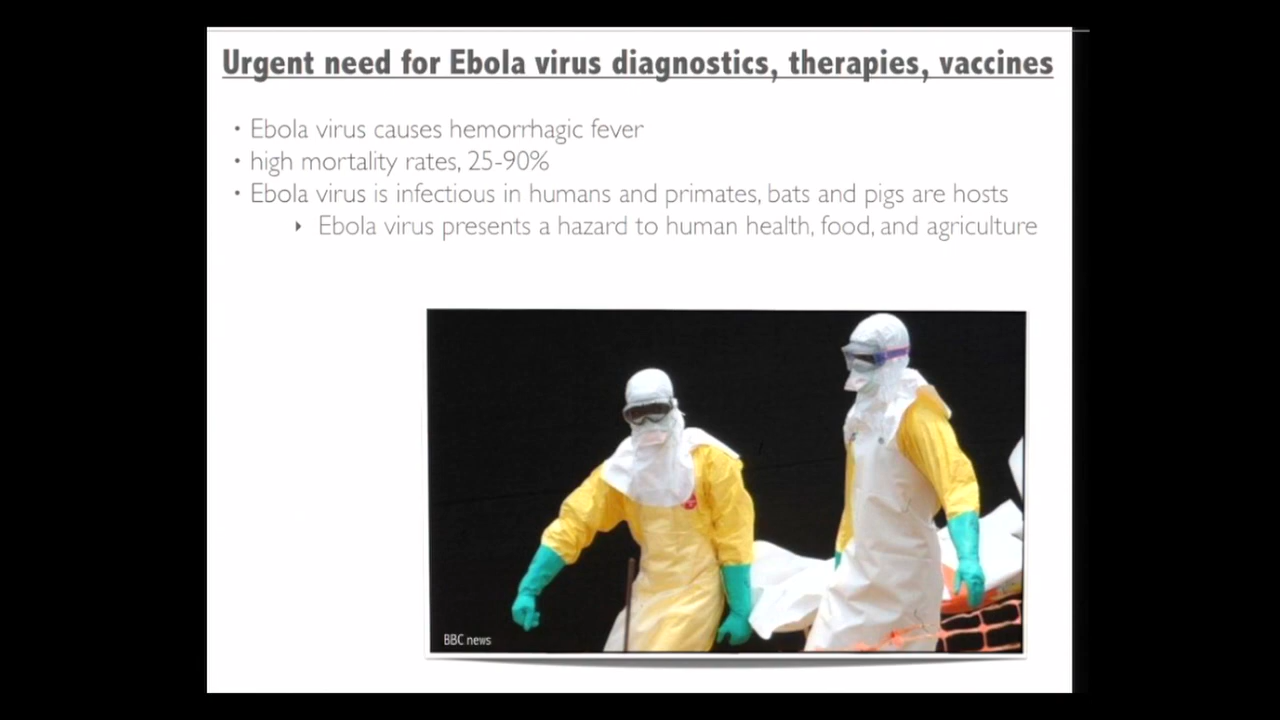 Urgent need for Ebola virus diagnostics, therapies, vaccines
• Ebola virus causes hemorrhagic fever
• high mortality rates, 25-90%
• Ebola virus is infectious in humans and primates, bats and pigs are hosts
‣ Ebola virus presents a hazard to human health, food, and agriculture
BBC news